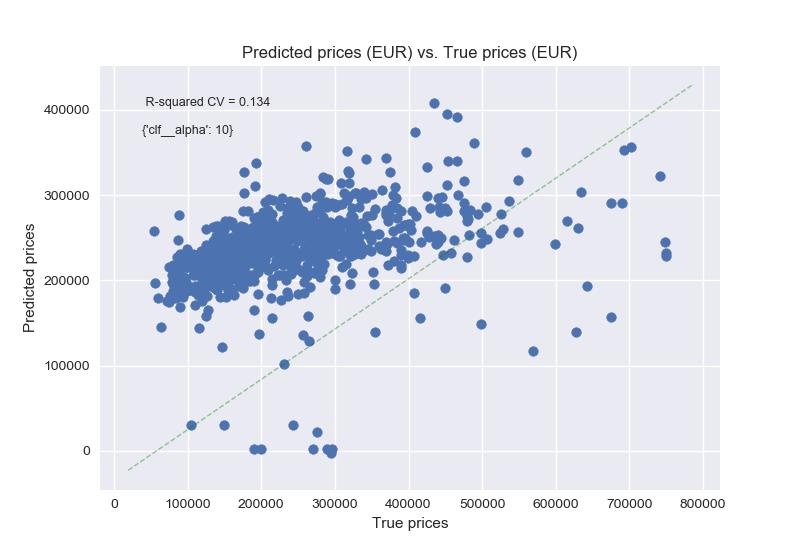 Predicted prices (EUR) vs. True prices (EUR)
R-squared CV = 0.134
{'clf__alpha': 10}
400000
300000
200000
100000
0
Predicted prices
0 100000 200000 300000 400000 500000 600000 700000 800000
True prices